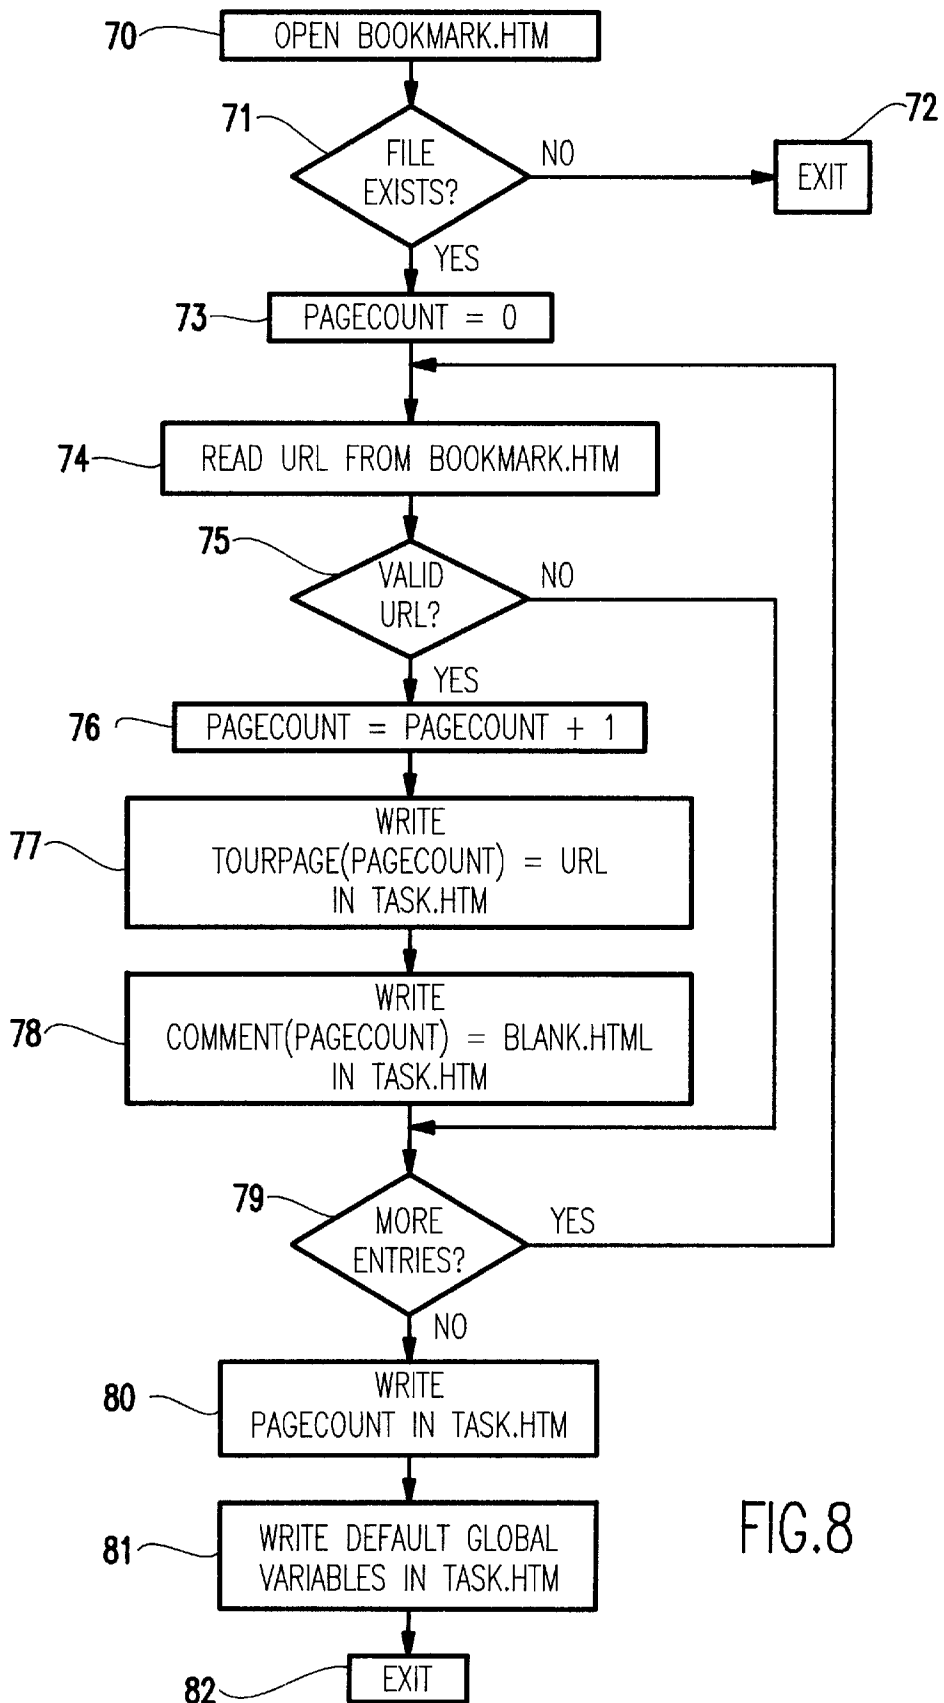 70
OPEN BOOKMARK.HTM
71
FILE
EXISTS?
NO
72
EXIT
YES
73
PAGECOUNT = 0
74
READ URL FROM BOOKMARK.HTM
75
VALID
URL?
NO
YES
76
PAGECOUNT = PAGECOUNT + 1
77
WRITE
TOURPAGE(PAGECOUNT) = URL
IN TASK.HTM
78
WRITE
COMMENT(PAGECOUNT) = BLANK.HTML
IN TASK.HTM
79
MORE
ENTRIES?
YES
NO
80
WRITE
PAGECOUNT IN TASK.HTM
81
WRITE DEFAULT GLOBAL
VARIABLES IN TASK.HTM
FIG.8
82
EXIT